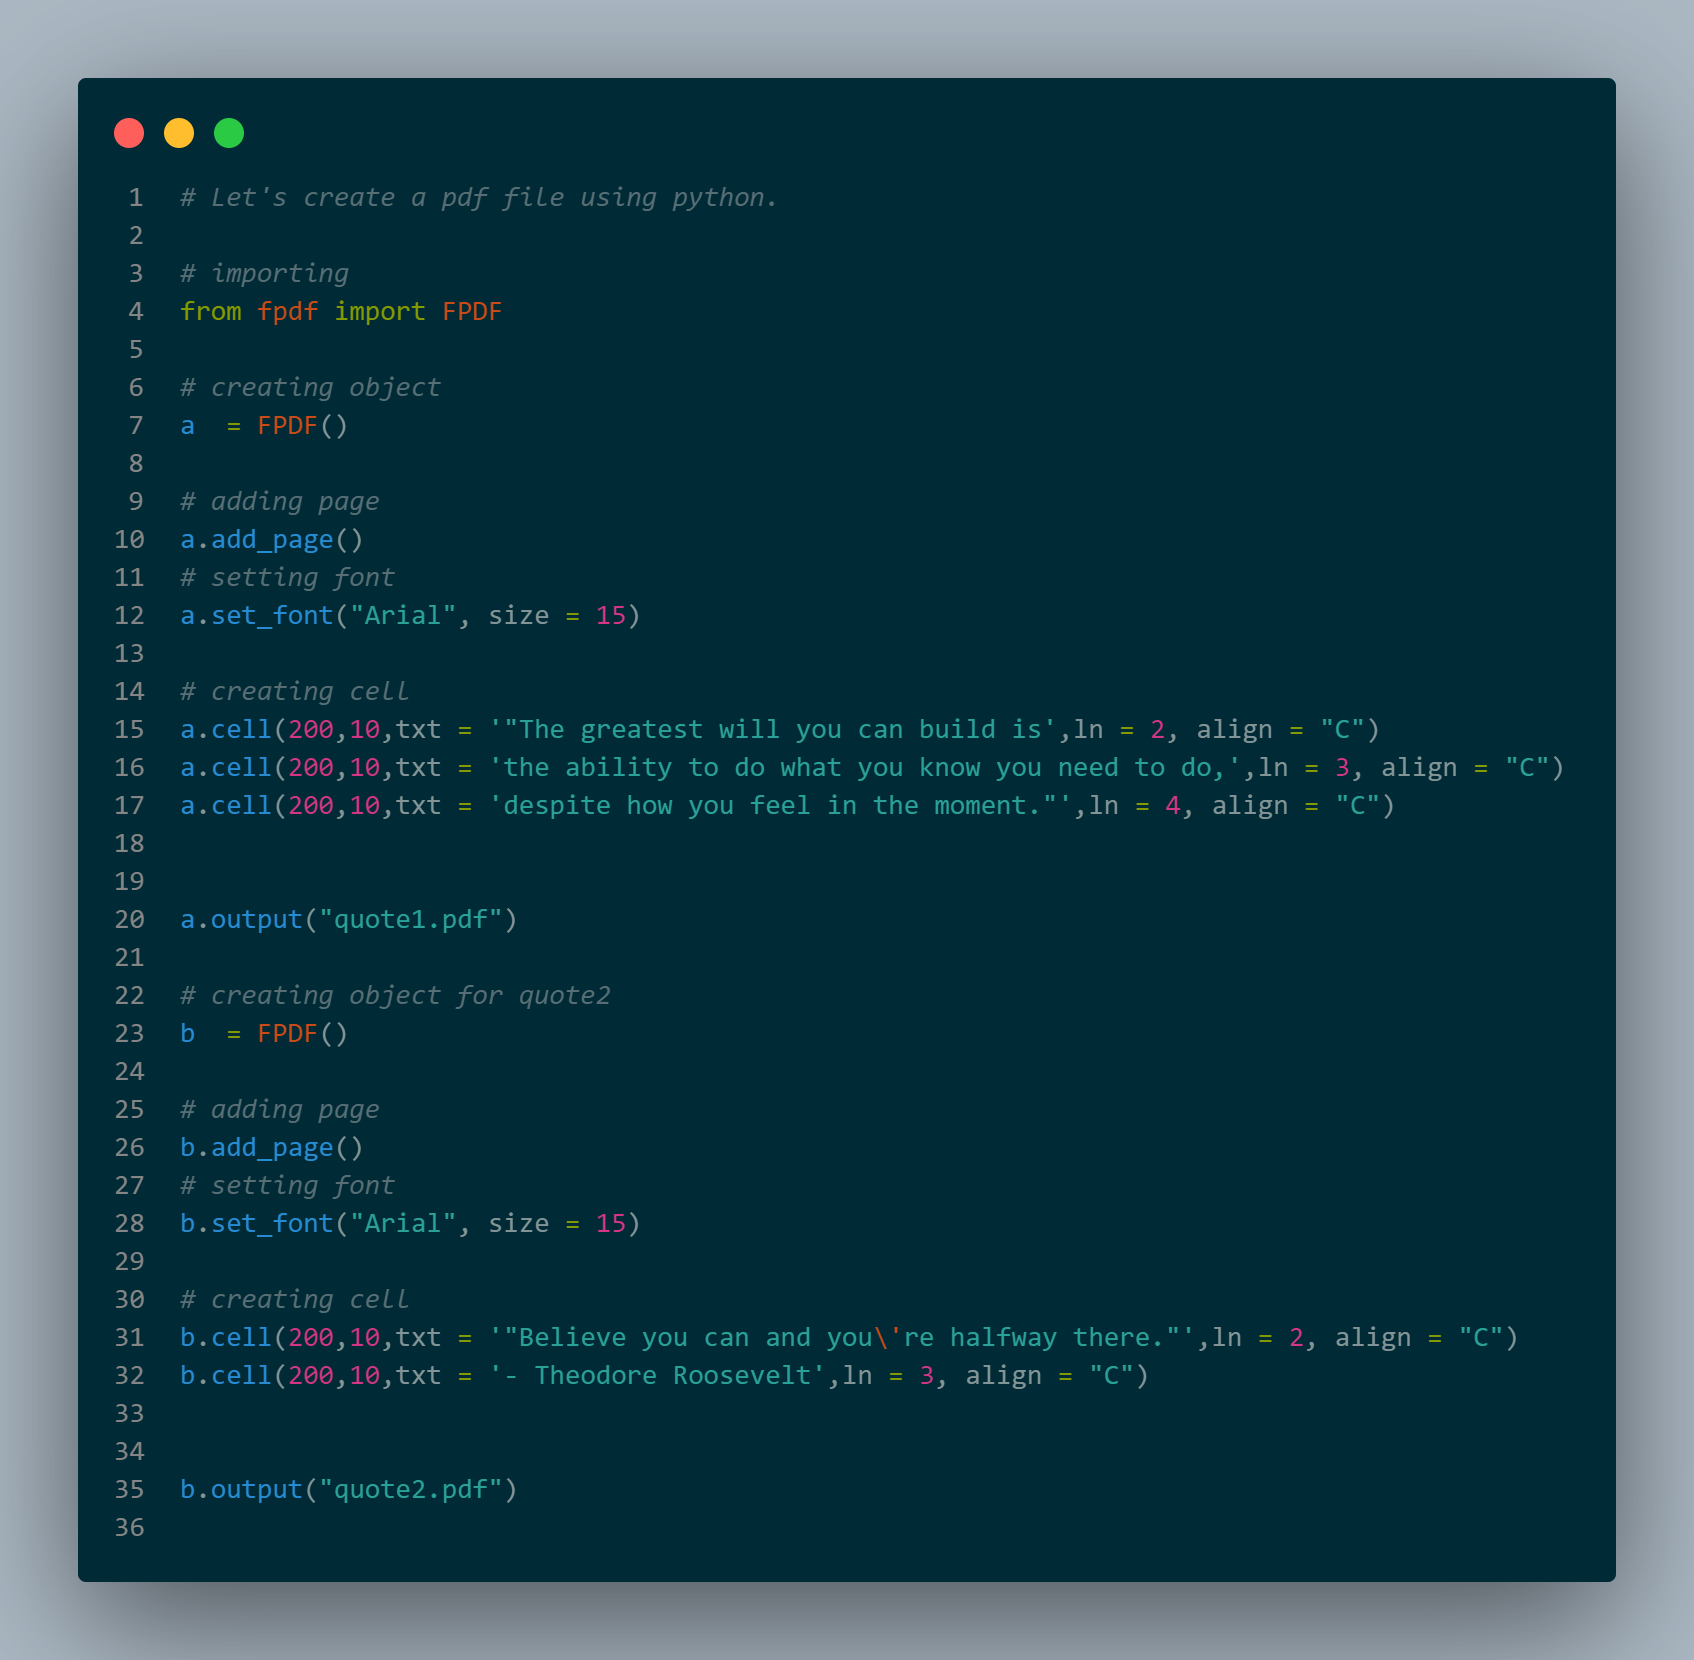 1 # Let's create a pdf file using python.
2
3 # importing
4 from fpdf import FPDF
5
6 # creating object
7 a  = FPDF()
8
9 # adding page
10 a.add_page()
11 # setting font
12 a.set_font("Arial", size = 15)
13
14 # creating cell
15 a.cell(200,10,txt = '"The greatest will you can build is',ln = 2, align = "C")
16 a.cell(200,10,txt = 'the ability to do what you know you need to do,',ln = 3, align = "C")
17 a.cell(200,10,txt = 'despite how you feel in the moment."',ln = 4, align = "C")
18
19
20 a.output("quote1.pdf")
21
22 # creating object for quote2
23 b  = FPDF()
24
25 # adding page
26 b.add_page()
27 # setting font
28 b.set_font("Arial", size = 15)
29
30 # creating cell
31 b.cell(200,10,txt = '"Believe you can and you\'re halfway there."',ln = 2, align = "C")
32 b.cell(200,10,txt = '- Theodore Roosevelt',ln = 3, align = "C")
33
34
35 b.output("quote2.pdf")
36